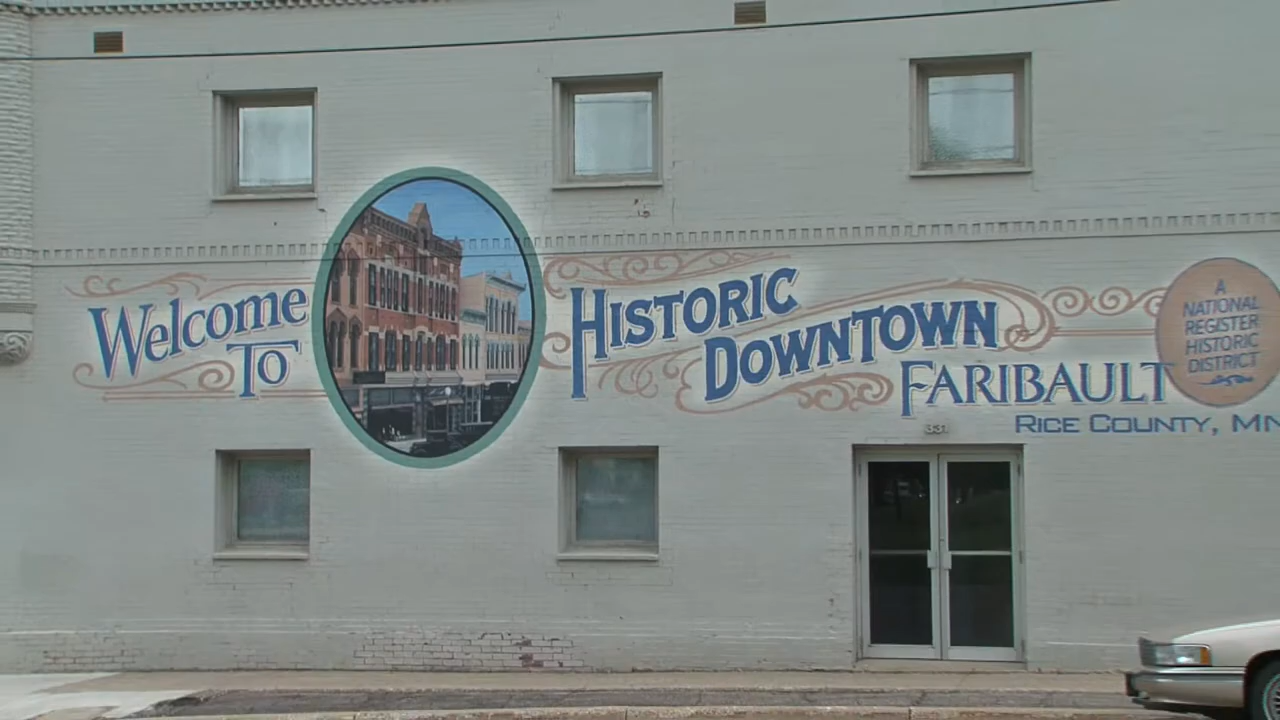 Welcome
To
Historic
Downtown
Faribault
Rice County, MN
A
NATIONAL
REGISTER
HISTORIC
DISTRICT
331